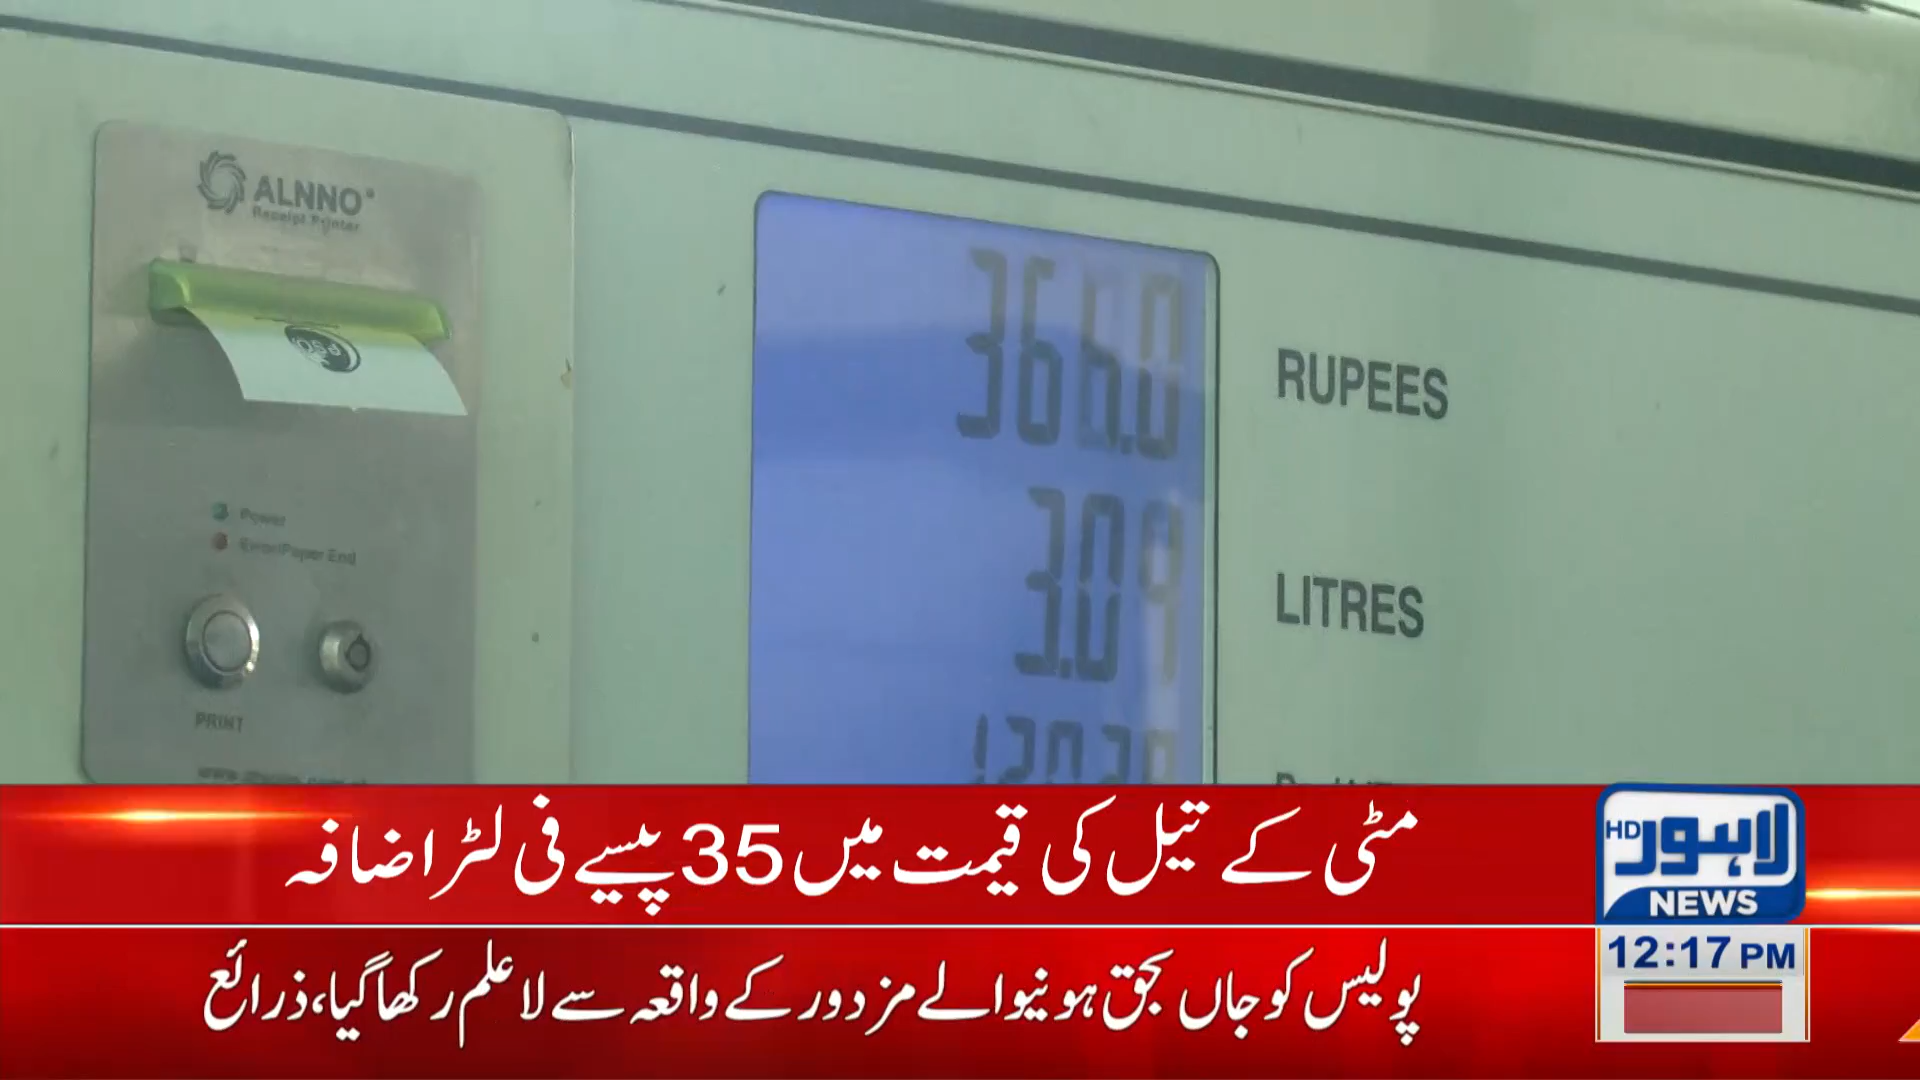 ALNNO
Receipt Printer
PSO
Power
Error/Paper End
PRINT
366.0
RUPEES
3.09
LITRES
مٹی کے تیل کی قیمت میں 35 پیسے فی لٹر اضافہ
لاہور HD
NEWS
12:17 PM
پولیس کو جاں بحق ہونیوالے مزدور کے واقعہ سے لاعلم رکھا گیا، ذرائع